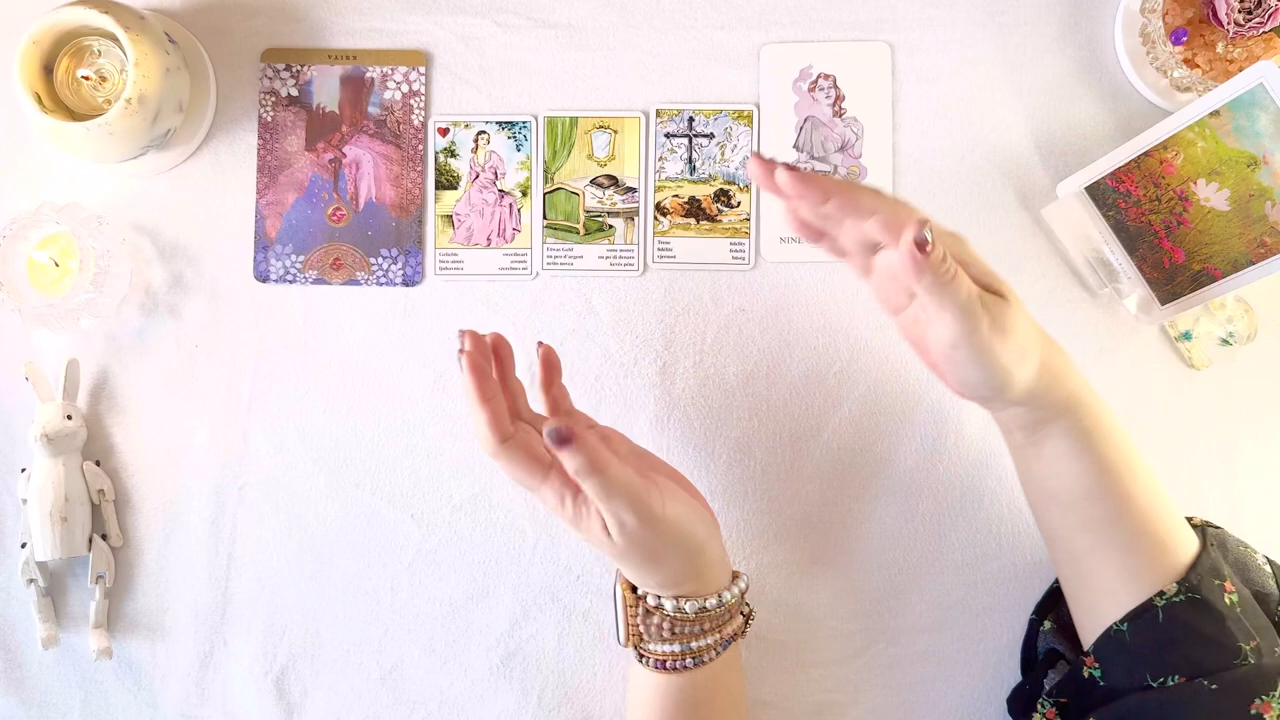 KRIYA
Geliebte sweetheart
bien-aimée amante
ljubavnica szerelmes nő
Etwas Geld some money
un peu d'argent un po'di denaro
nešto novca kevés pénz
Treue fidelity
fidélité fedeltà
vjernost hűség
NINE